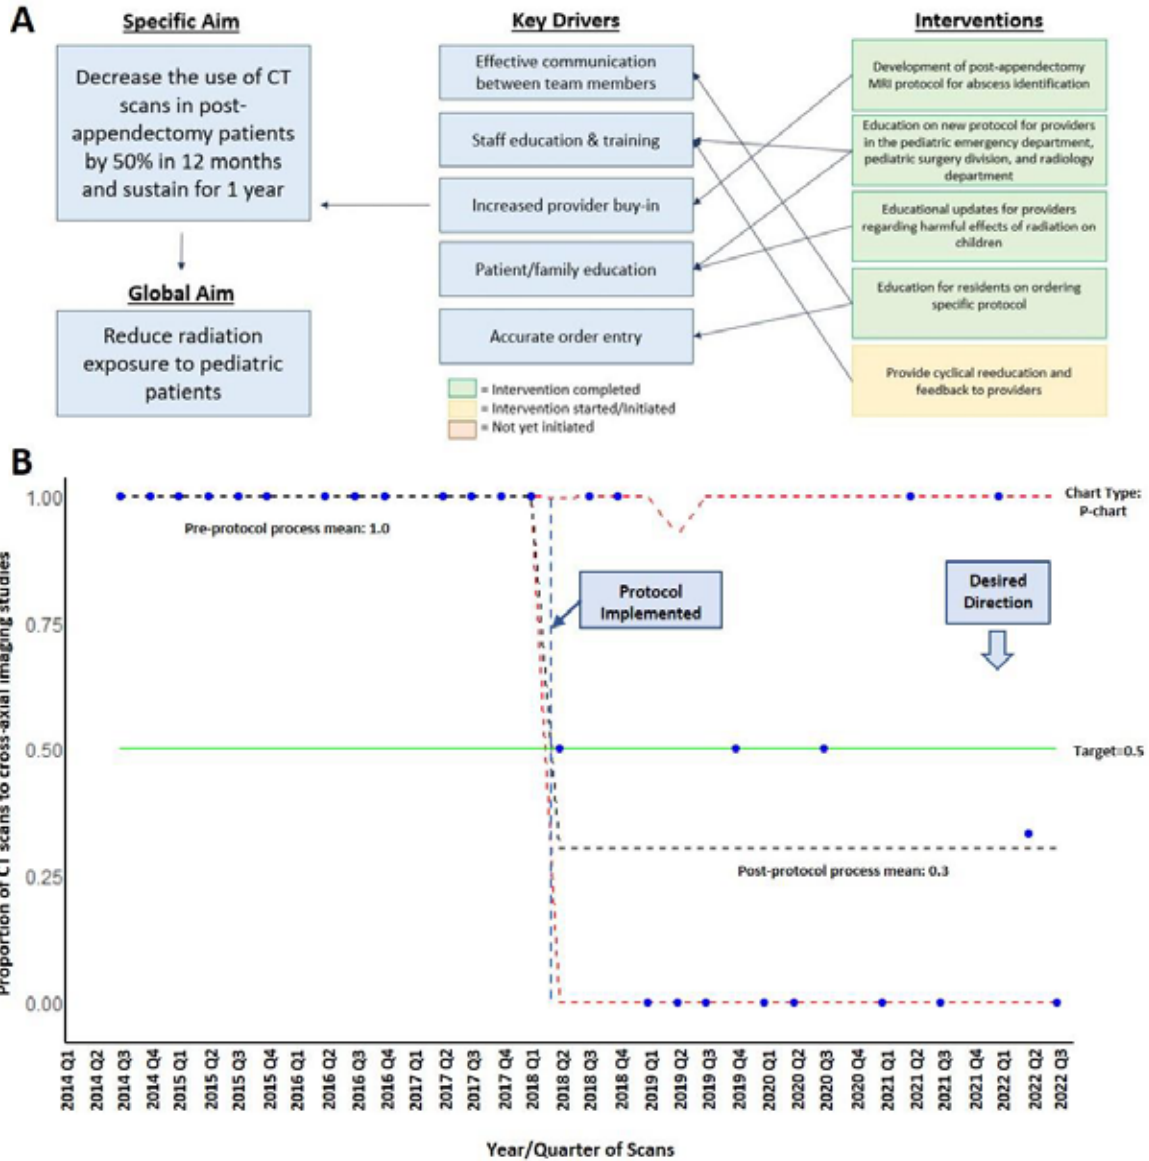 A
Specific Aim
Decrease the use of CT
scans in post-
appendectomy patients
by 50% in 12 months
and sustain for 1 year
Global Aim
Reduce radiation
exposure to pediatric
patients
Key Drivers
Effective communication
between team members
Staff education & training
Increased provider buy-in
Patient/family education
Accurate order entry
= Intervention completed
= Intervention started/Initiated
= Not yet initiated
Interventions
Development of post-appendectomy
MRI protocol for abscess identification
Education on new protocol for providers
in the pediatric emergency department,
pediatric surgery division, and radiology
department
Educational updates for providers
regarding harmful effects of radiation on
children
Education for residents on ordering
specific protocol
Provide cyclical reeducation and
feedback to providers
B
Proportion of CT scans to cross-axial imaging studies
1.00
0.75
0.50
0.25
0.00
Pre-protocol process mean: 1.0
Protocol
Implemented
Desired
Direction
Chart Type:
P-chart
Target=0.5
Post-protocol process mean: 0.3
2014 Q1
2014 Q2
2014 Q3
2014 Q4
2015 Q1
2015 Q2
2015 Q3
2015 Q4
2016 Q2
2016 Q3
2016 Q4
2017 Q1
2017 Q2
2017 Q3
2017 Q4
2018 Q1
2018 Q2
2018 Q3
2018 Q4
2019 Q1
2019 Q2
2019 Q3
2019 Q4
2020 Q1
2020 Q2
2020 Q3
2020 Q4
2021 Q1
2021 Q2
2021 Q3
2021 Q4
2022 Q1
2022 Q2
2022 Q3
Year/Quarter of Scans